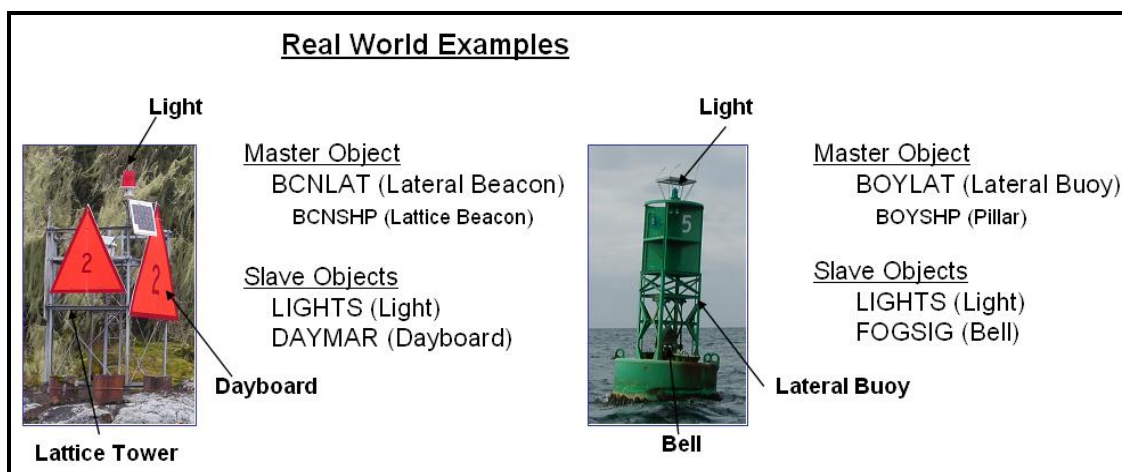 Real World Examples
Light
Master Object
BCNLAT (Lateral Beacon)
BCNSHP (Lattice Beacon)
Slave Objects
LIGHTS (Light)
DAYMAR (Dayboard)
2
2
Dayboard
Lattice Tower
Light
Master Object
BOYLAT (Lateral Buoy)
BOYSHP (Pillar)
Slave Objects
LIGHTS (Light)
FOGSIG (Bell)
5
Lateral Buoy
Bell